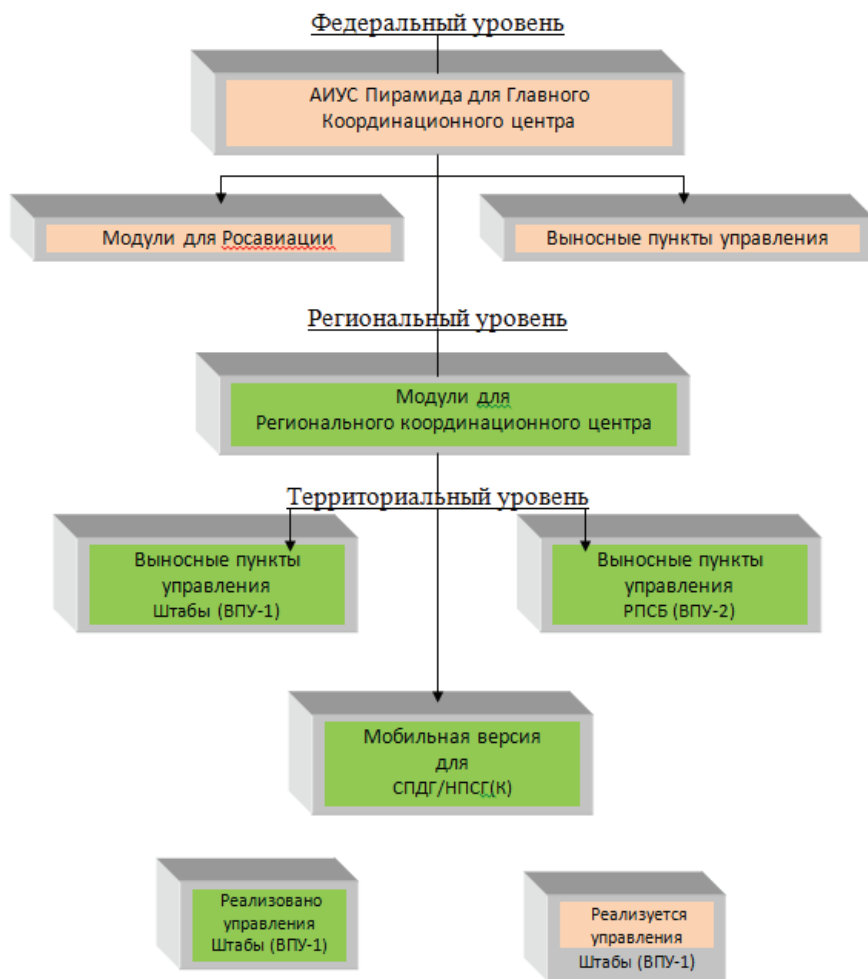 Федеральный уровень
АИУС Пирамида для Главного
Координационного центра
Модули для Росавиации
Выносные пункты управления
Региональный уровень
Модули для
Регионального координационного центра
Территориальный уровень
Выносные пункты
управления
Штабы (ВПУ-1)
Выносные пункты
управления
РПСБ (ВПУ-2)
Мобильная версия
для
СПДГ/НПСГ(К)
Реализовано
управления
Штабы (ВПУ-1)
Реализуется
управления
Штабы (ВПУ-1)